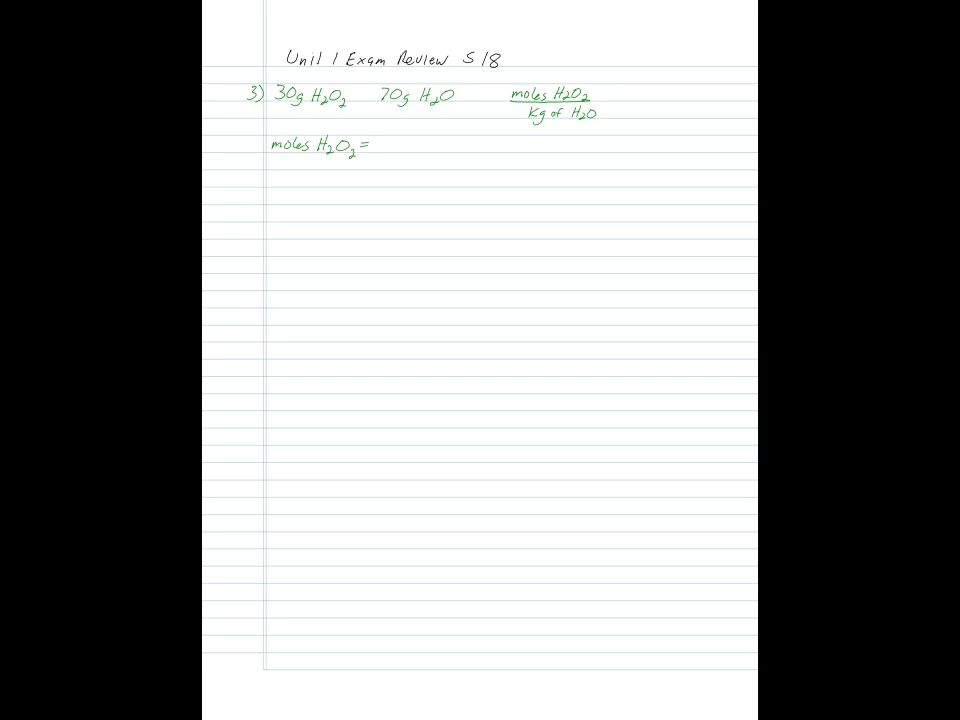 Unit 1 Exam Review S18
3) 30g H₂O₂ 70g H₂O moles H₂O₂ / Kg of H₂O
moles H₂O₂ =